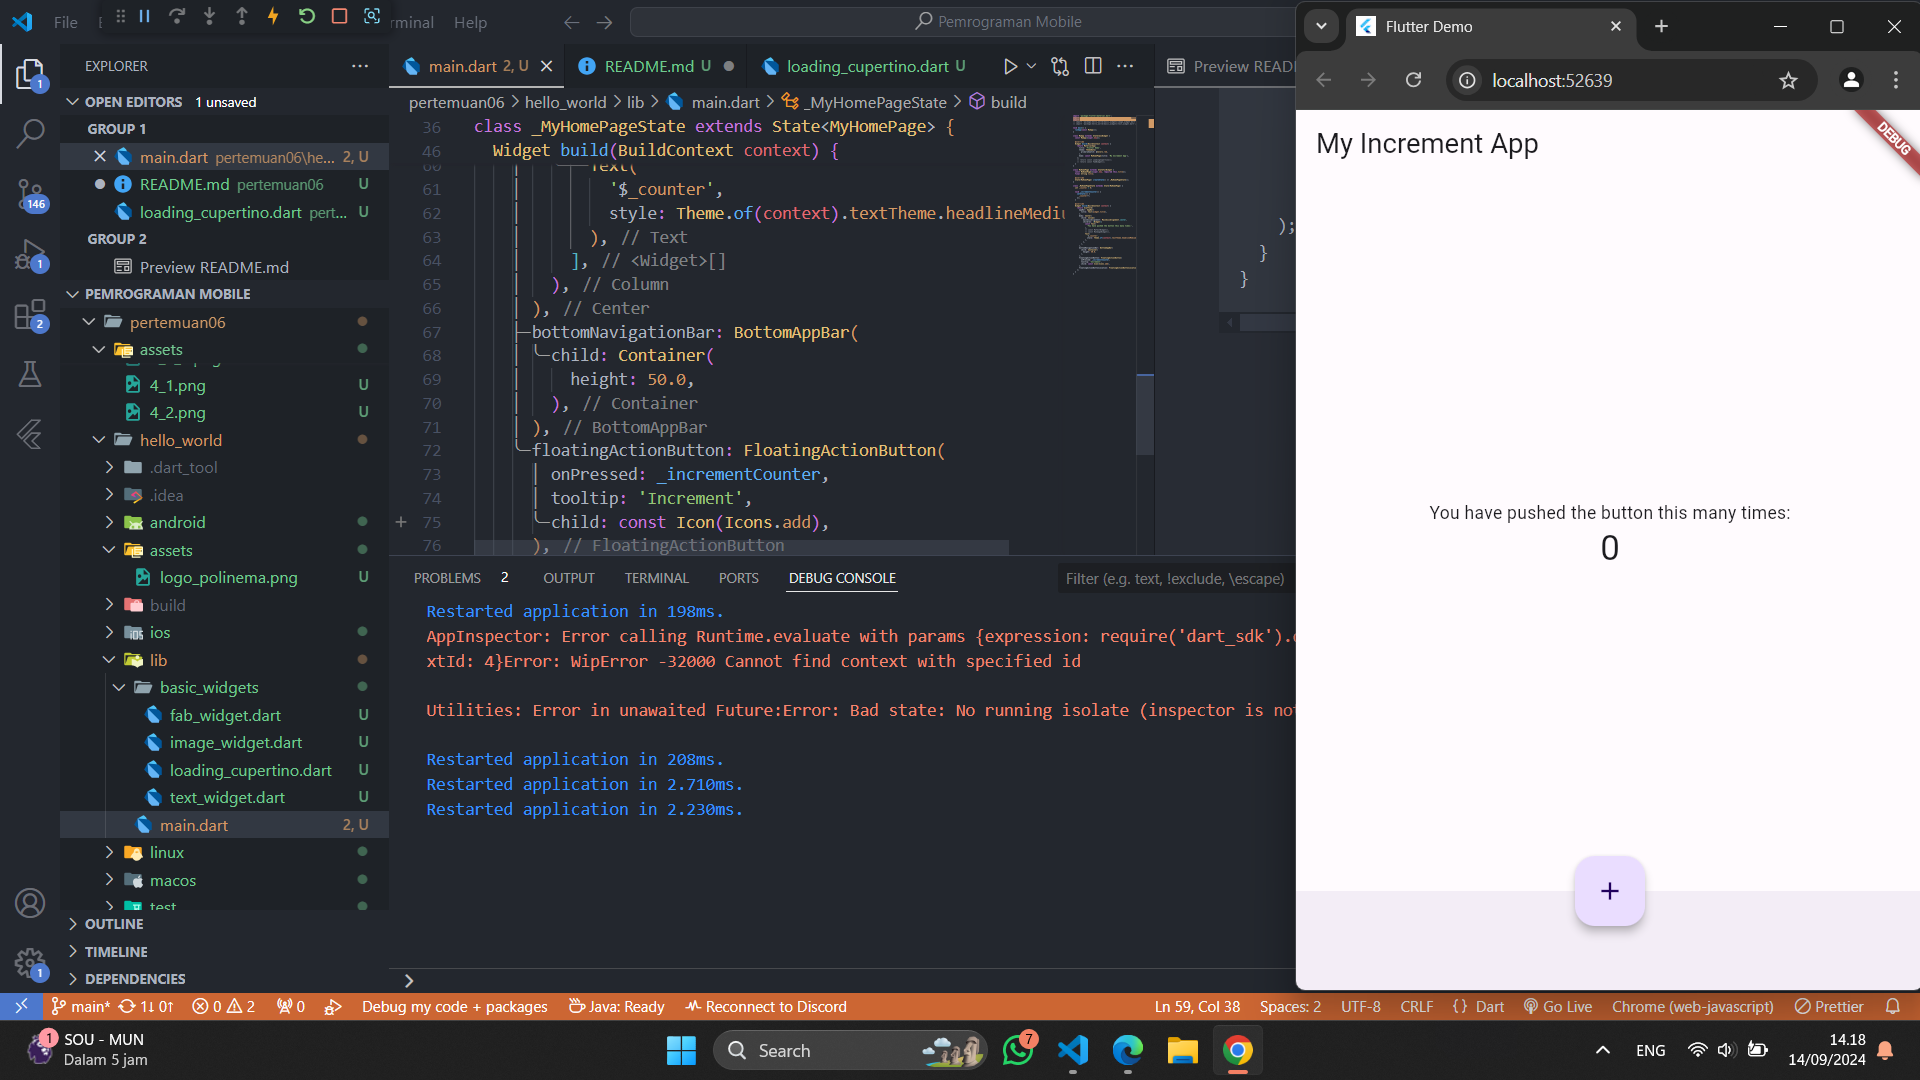 File
Terminal
Help
Pemrograman Mobile
EXPLORER
OPEN EDITORS 1 unsaved
GROUP 1
main.dart pertemuan06\he... 2, U
README.md pertemuan06 U
loading_cupertino.dart pert... U
GROUP 2
Preview README.md
PEMROGRAMAN MOBILE
pertemuan06
assets
4_1.png U
4_2.png U
hello_world
.dart_tool
.idea
android
assets
logo_polinema.png U
build
ios
lib
basic_widgets
fab_widget.dart U
image_widget.dart U
loading_cupertino.dart U
text_widget.dart U
main.dart 2, U
linux
macos
test
OUTLINE
TIMELINE
DEPENDENCIES
1
146
1
2
1
main.dart 2, U
README.md U
loading_cupertino.dart U
Preview READ
pertemuan06 > hello_world > lib > main.dart > _MyHomePageState > build
36 class _MyHomePageState extends State<MyHomePage> {
46 Widget build(BuildContext context) {
60 Text(
61 '$_counter',
62 style: Theme.of(context).textTheme.headlineMediu
63 ), // Text
64 ], // <Widget>[]
65 ), // Column
66 ), // Center
67 bottomNavigationBar: BottomAppBar(
68 child: Container(
69 height: 50.0,
70 ), // Container
71 ), // BottomAppBar
72 floatingActionButton: FloatingActionButton(
73 onPressed: _incrementCounter,
74 tooltip: 'Increment',
75 child: const Icon(Icons.add),
76 ), // FloatingActionButton
);
}
}
PROBLEMS 2 OUTPUT TERMINAL PORTS DEBUG CONSOLE
Filter (e.g. text, !exclude, \escape)
Restarted application in 198ms.
AppInspector: Error calling Runtime.evaluate with params {expression: require('dart_sdk').
xtId: 4}Error: WipError -32000 Cannot find context with specified id
Utilities: Error in unawaited Future:Error: Bad state: No running isolate (inspector is not
Restarted application in 208ms.
Restarted application in 2.710ms.
Restarted application in 2.230ms.
Flutter Demo
localhost:52639
My Increment App
DEBUG
You have pushed the button this many times:
0
+
main* 1↓ 0↑ 0 2 0 Debug my code + packages Java: Ready Reconnect to Discord
Ln 59, Col 38 Spaces: 2 UTF-8 CRLF {} Dart Go Live Chrome (web-javascript) Prettier
1
SOU - MUN
Dalam 5 jam
Search
7
ENG
14.18
14/09/2024